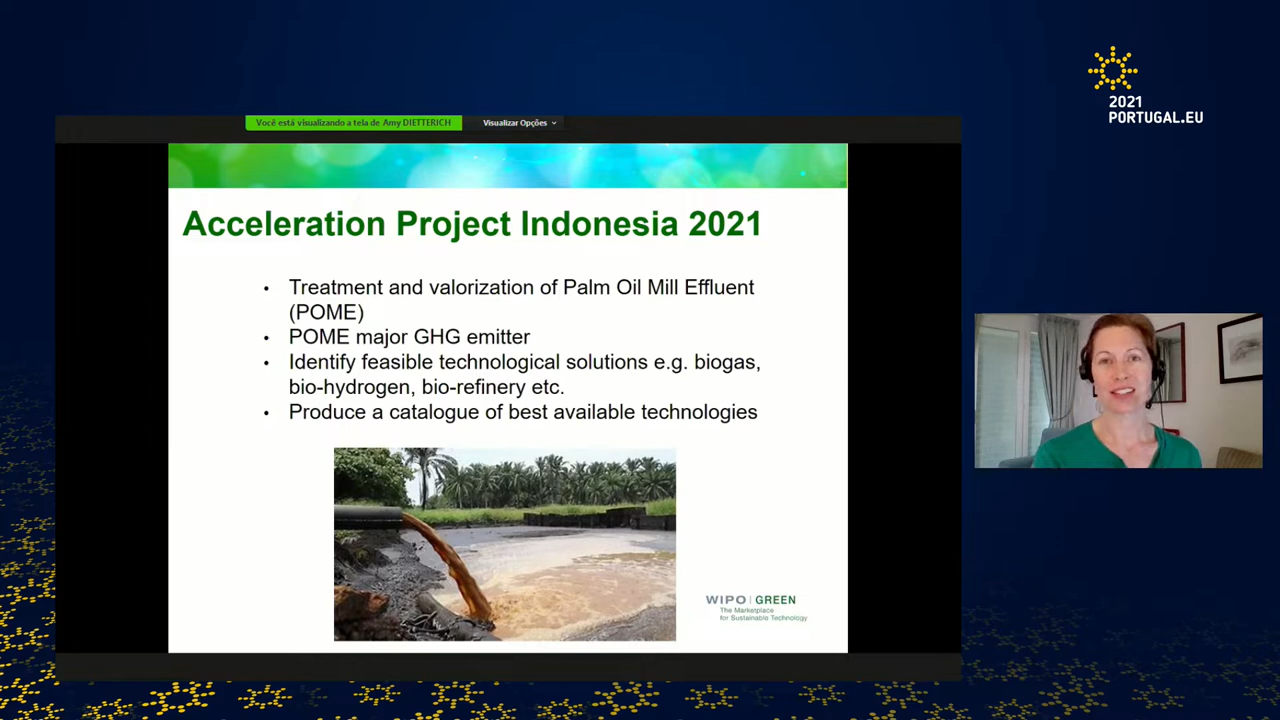 2021
PORTUGAL.EU
Você está visualizando a tela de Amy DIETTERICH
Visualizar Opções
Acceleration Project Indonesia 2021
• Treatment and valorization of Palm Oil Mill Effluent
(POME)
• POME major GHG emitter
• Identify feasible technological solutions e.g. biogas,
bio-hydrogen, bio-refinery etc.
• Produce a catalogue of best available technologies
WIPO | GREEN
The Marketplace
for Sustainable Technology